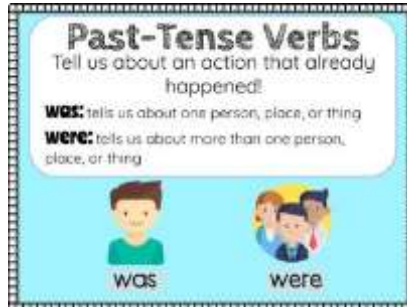 Past-Tense Verbs
Tell us about an action that already
happened!
was: tells us about one person, place, or thing
were: tells us about more than one person,
place, or thing
was were